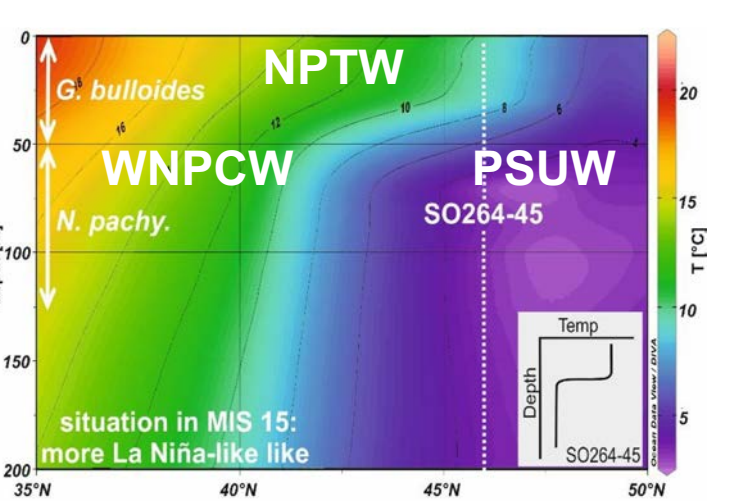 0
50
100
150
200
NPTW
G. bulloides
18
16
12
10
8
6
4
WNPCW
PSUW
SO264-45
N. pachy.
situation in MIS 15:
more La Niña-like like
Temp
Depth
SO264-45
35°N
40°N
45°N
50°N
20
15
10
5
T [°C]
Ocean Data View / DIVA